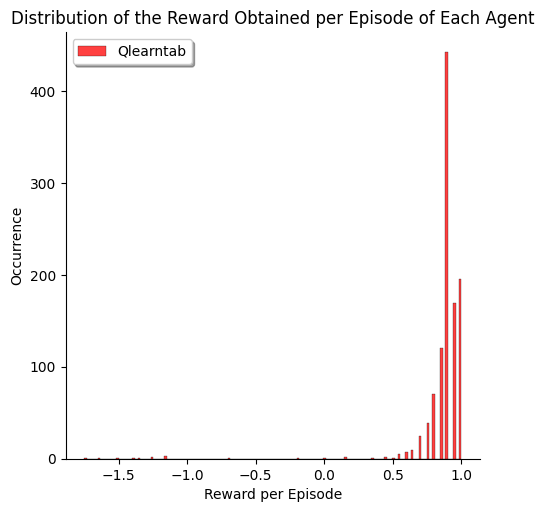 Distribution of the Reward Obtained per Episode of Each Agent
Qlearntab
400
300
200
100
0
Occurrence
−1.5 −1.0 −0.5 0.0 0.5 1.0
Reward per Episode